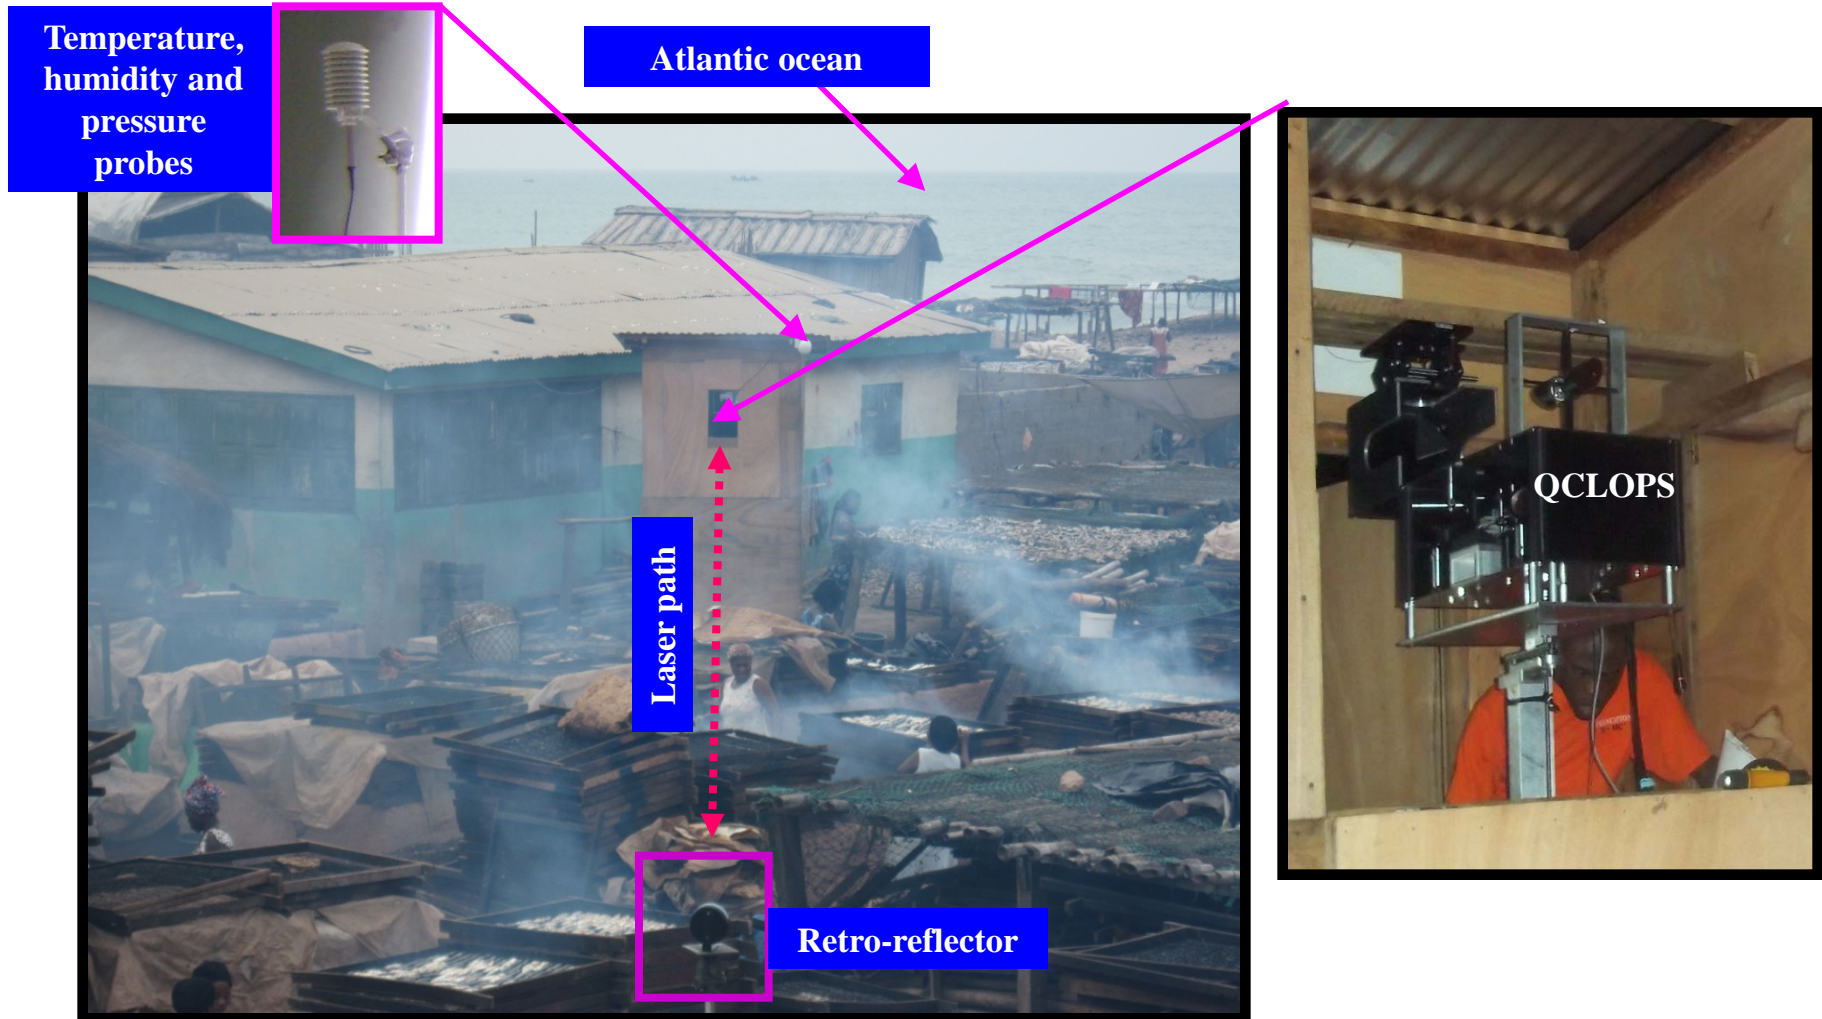 Temperature,
humidity and
pressure
probes
Atlantic ocean
QCLOPS
Laser path
Retro-reflector